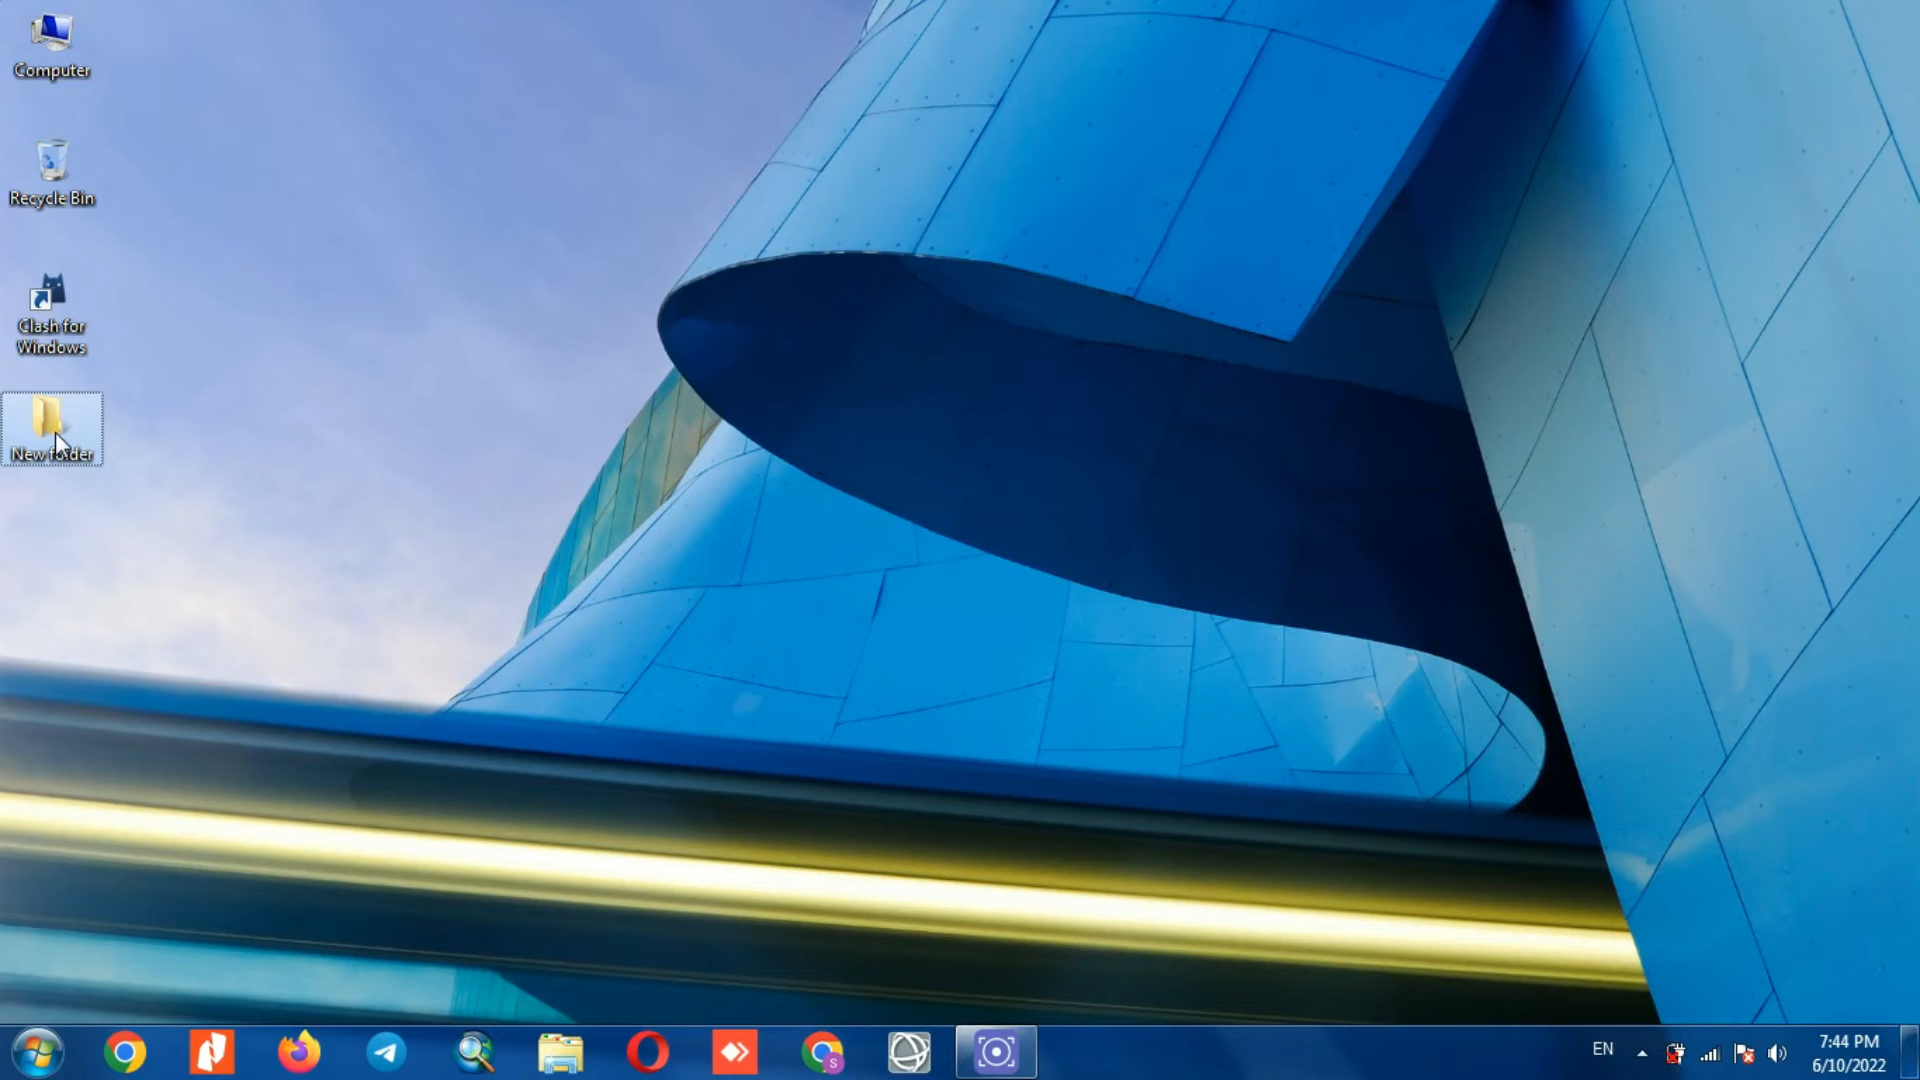 Computer
Recycle Bin
Clash for
Windows
New folder
EN
7:44 PM
6/10/2022
S